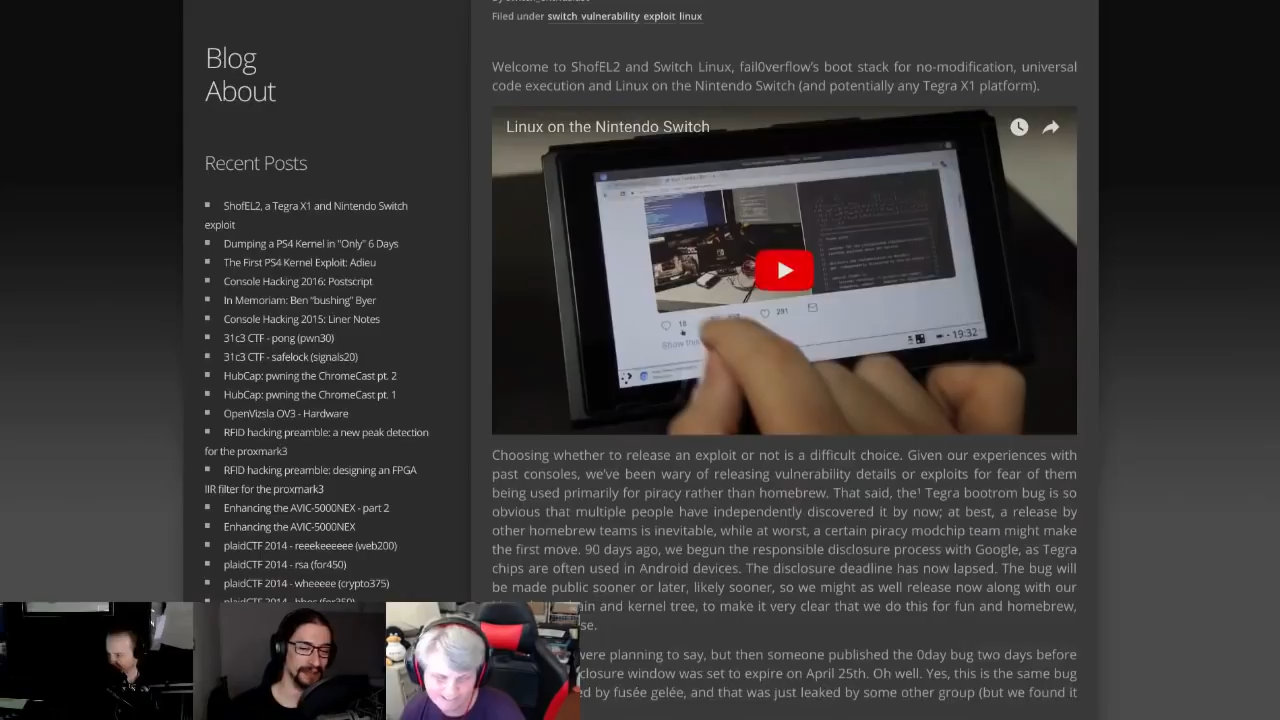 Filed under switch vulnerability exploit linux
Blog
About
Recent Posts
ShofEL2, a Tegra X1 and Nintendo Switch
exploit
Dumping a PS4 Kernel in "Only" 6 Days
The First PS4 Kernel Exploit: Adieu
Console Hacking 2016: Postscript
In Memoriam: Ben “bushing” Byer
Console Hacking 2015: Liner Notes
31c3 CTF - pong (pwn30)
31c3 CTF - safelock (signals20)
HubCap: pwning the ChromeCast pt. 2
HubCap: pwning the ChromeCast pt. 1
OpenVizsla OV3 - Hardware
RFID hacking preamble: a new peak detection
for the proxmark3
RFID hacking preamble: designing an FPGA
IIR filter for the proxmark3
Enhancing the AVIC-5000NEX - part 2
Enhancing the AVIC-5000NEX
plaidCTF 2014 - reeekeeeeee (web200)
plaidCTF 2014 - rsa (for450)
plaidCTF 2014 - wheeeee (crypto375)
Welcome to ShofEL2 and Switch Linux, fail0verflow’s boot stack for no-modification, universal
code execution and Linux on the Nintendo Switch (and potentially any Tegra X1 platform).
Linux on the Nintendo Switch
18
291
Show this
19:32
Choosing whether to release an exploit or not is a difficult choice. Given our experiences with
past consoles, we’ve been wary of releasing vulnerability details or exploits for fear of them
being used primarily for piracy rather than homebrew. That said, the¹ Tegra bootrom bug is so
obvious that multiple people have independently discovered it by now; at best, a release by
other homebrew teams is inevitable, while at worst, a certain piracy modchip team might make
the first move. 90 days ago, we begun the responsible disclosure process with Google, as Tegra
chips are often used in Android devices. The disclosure deadline has now lapsed. The bug will
be made public sooner or later, likely sooner, so we might as well release now along with our
and kernel tree, to make it very clear that we do this for fun and homebrew,
se.
were planning to say, but then someone published the 0day bug two days before
closure window was set to expire on April 25th. Oh well. Yes, this is the same bug
d by fusée gelée, and that was just leaked by some other group (but we found it